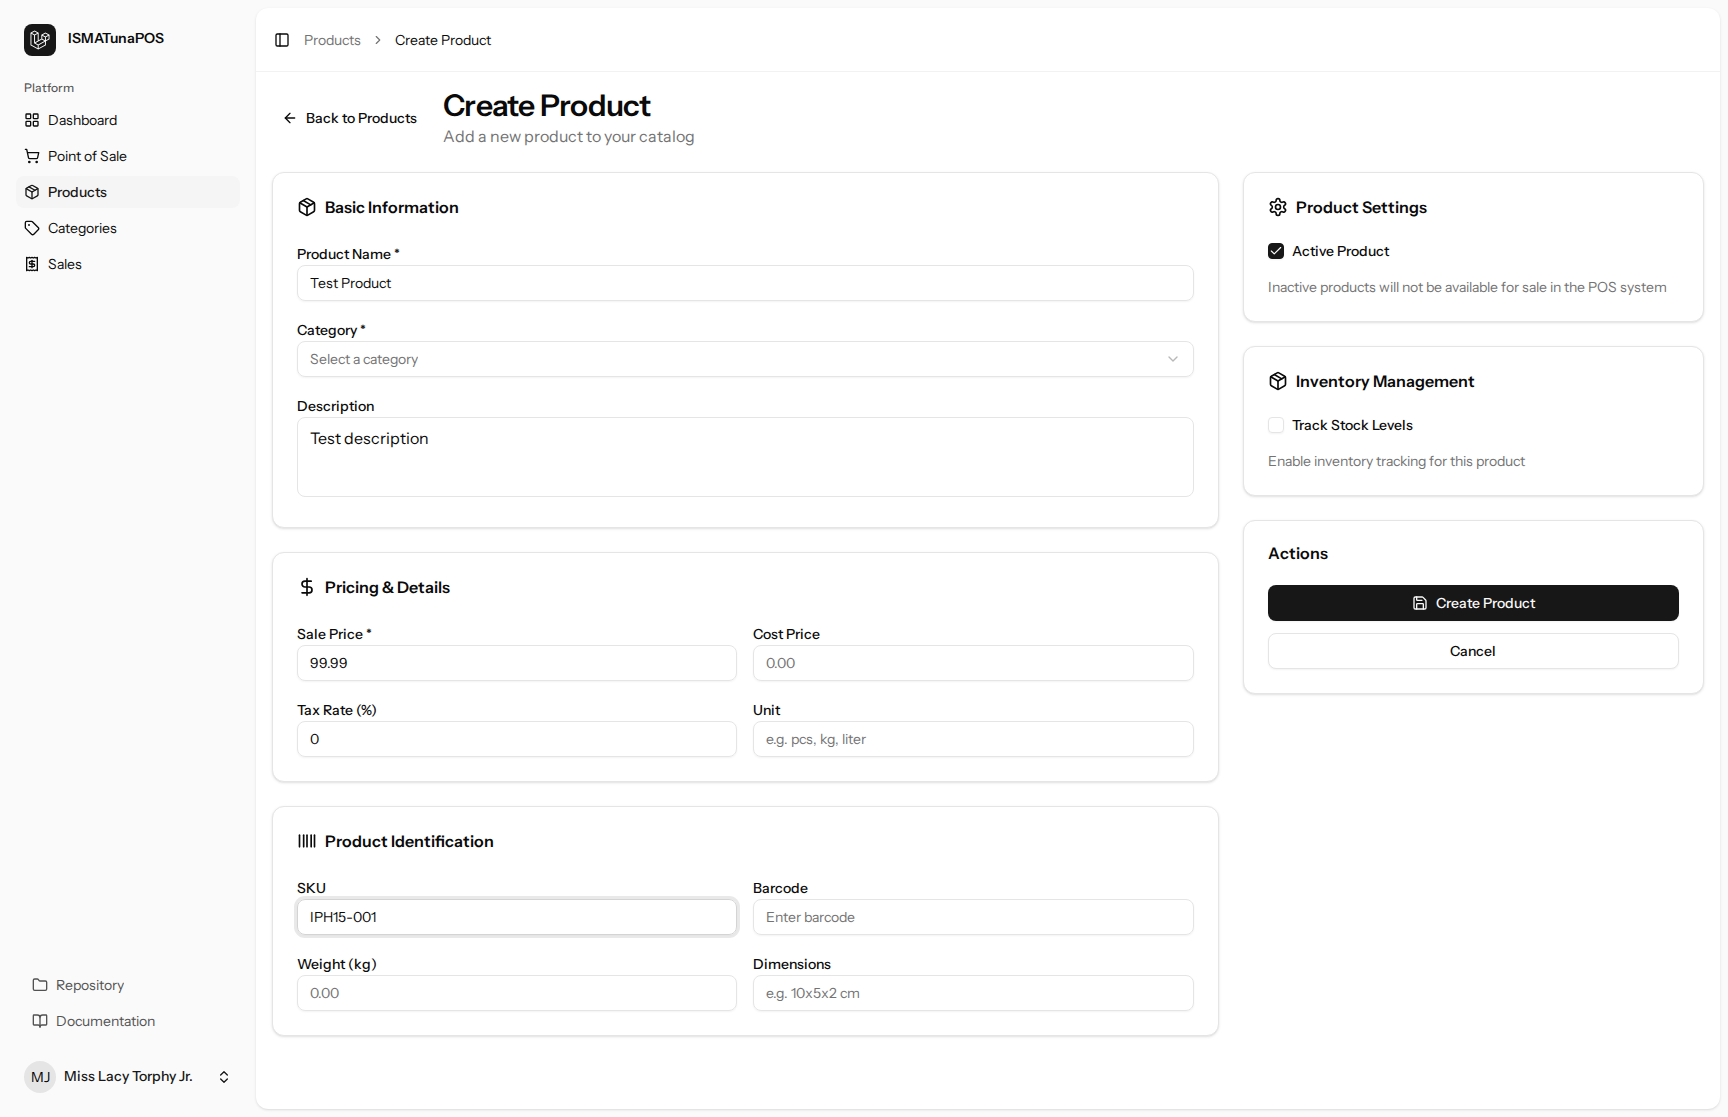 ISMATunaPOS
Platform
Dashboard
Point of Sale
Products
Categories
Sales
Repository
Documentation
MJ
Miss Lacy Torphy Jr.
Products
Create Product
Back to Products
Create Product
Add a new product to your catalog
Basic Information
Product Name *
Test Product
Category *
Select a category
Description
Test description
Pricing & Details
Sale Price *
Cost Price
99.99
0.00
Tax Rate (%)
Unit
0
e.g. pcs, kg, liter
Product Identification
SKU
Barcode
IPH15-001
Enter barcode
Weight (kg)
Dimensions
0.00
e.g. 10x5x2 cm
Product Settings
Active Product
Inactive products will not be available for sale in the POS system
Inventory Management
Track Stock Levels
Enable inventory tracking for this product
Actions
Create Product
Cancel